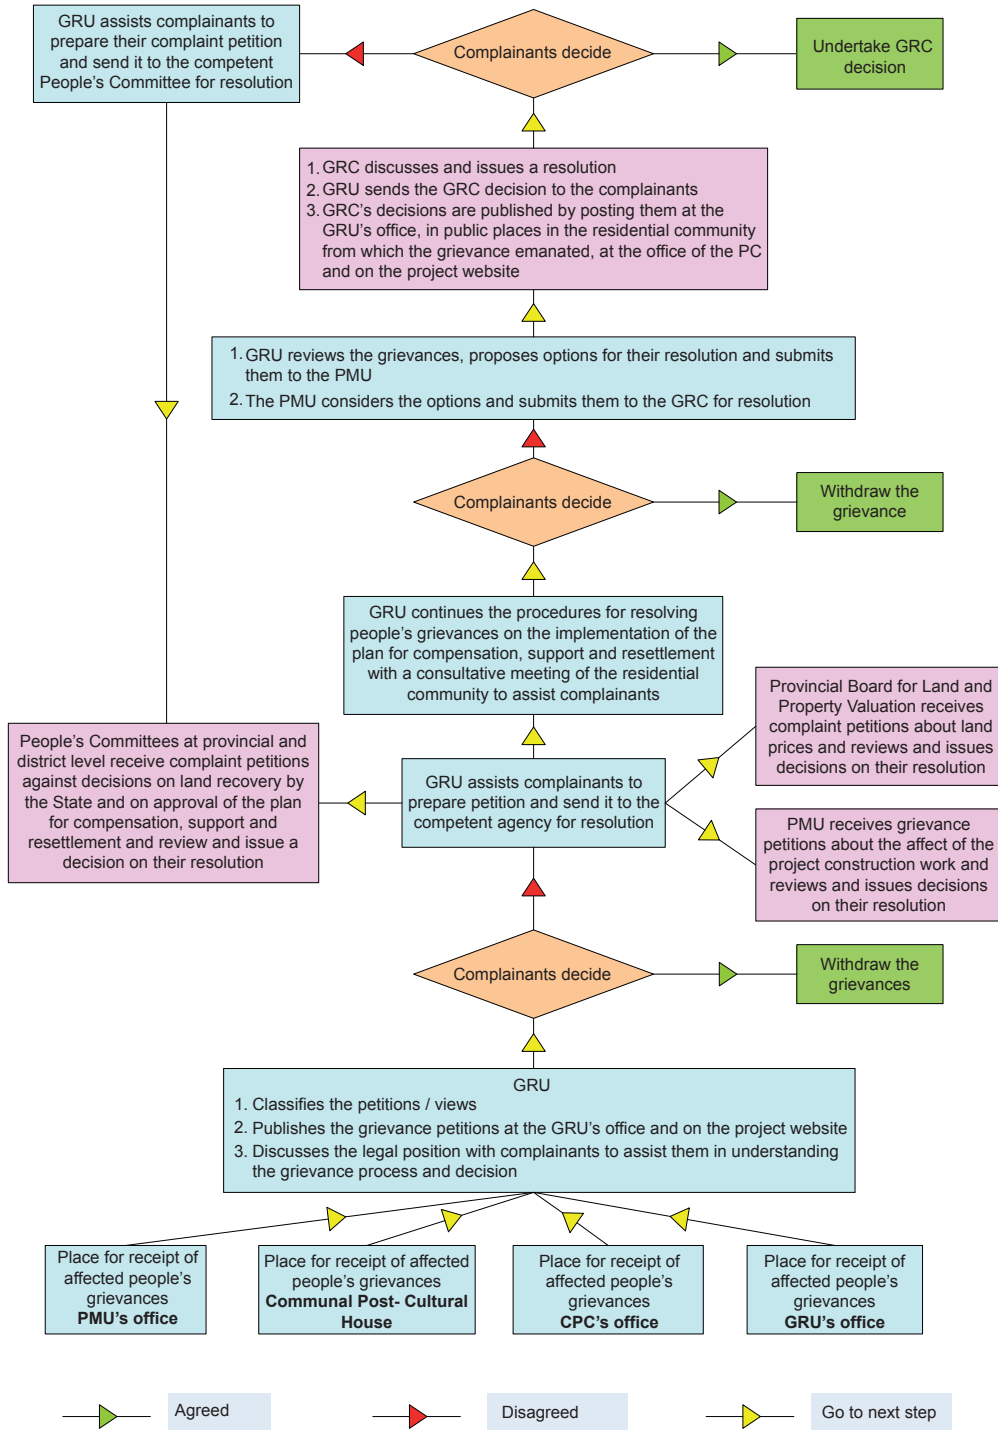 GRU assists complainants to
prepare their complaint petition
and send it to the competent
People's Committee for resolution
Complainants decide
Undertake GRC
decision
1. GRC discusses and issues a resolution
2. GRU sends the GRC decision to the complainants
3. GRC's decisions are published by posting them at the
GRU's office, in public places in the residential community
from which the grievance emanated, at the office of the PC
and on the project website
1. GRU reviews the grievances, proposes options for their resolution and submits
them to the PMU
2. The PMU considers the options and submits them to the GRC for resolution
Complainants decide
Withdraw the
grievance
GRU continues the procedures for resolving
people's grievances on the implementation of the
plan for compensation, support and resettlement
with a consultative meeting of the residential
community to assist complainants
Provincial Board for Land and
Property Valuation receives
complaint petitions about land
prices and reviews and issues
decisions on their resolution
People's Committees at provincial and
district level receive complaint petitions
against decisions on land recovery by
the State and on approval of the plan
for compensation, support and
resettlement and review and issue a
decision on their resolution
GRU assists complainants to
prepare petition and send it to the
competent agency for resolution
PMU receives grievance
petitions about the affect of the
project construction work and
reviews and issues decisions
on their resolution
Complainants decide
Withdraw the
grievances
GRU
1. Classifies the petitions / views
2. Publishes the grievance petitions at the GRU's office and on the project website
3. Discusses the legal position with complainants to assist them in understanding
the grievance process and decision
Place for receipt of
affected people's
grievances
PMU's office
Place for receipt of affected
people's grievances
Communal Post- Cultural
House
Place for receipt of
affected people's
grievances
CPC's office
Place for receipt of
affected people's
grievances
GRU's office
Agreed
Disagreed
Go to next step